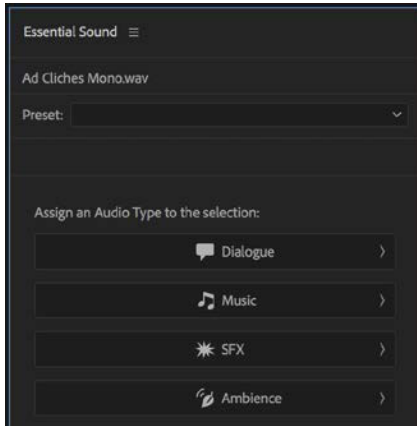 Essential Sound
Ad Cliches Mono.wav
Preset:
Assign an Audio Type to the selection:
Dialogue
Music
SFX
Ambience